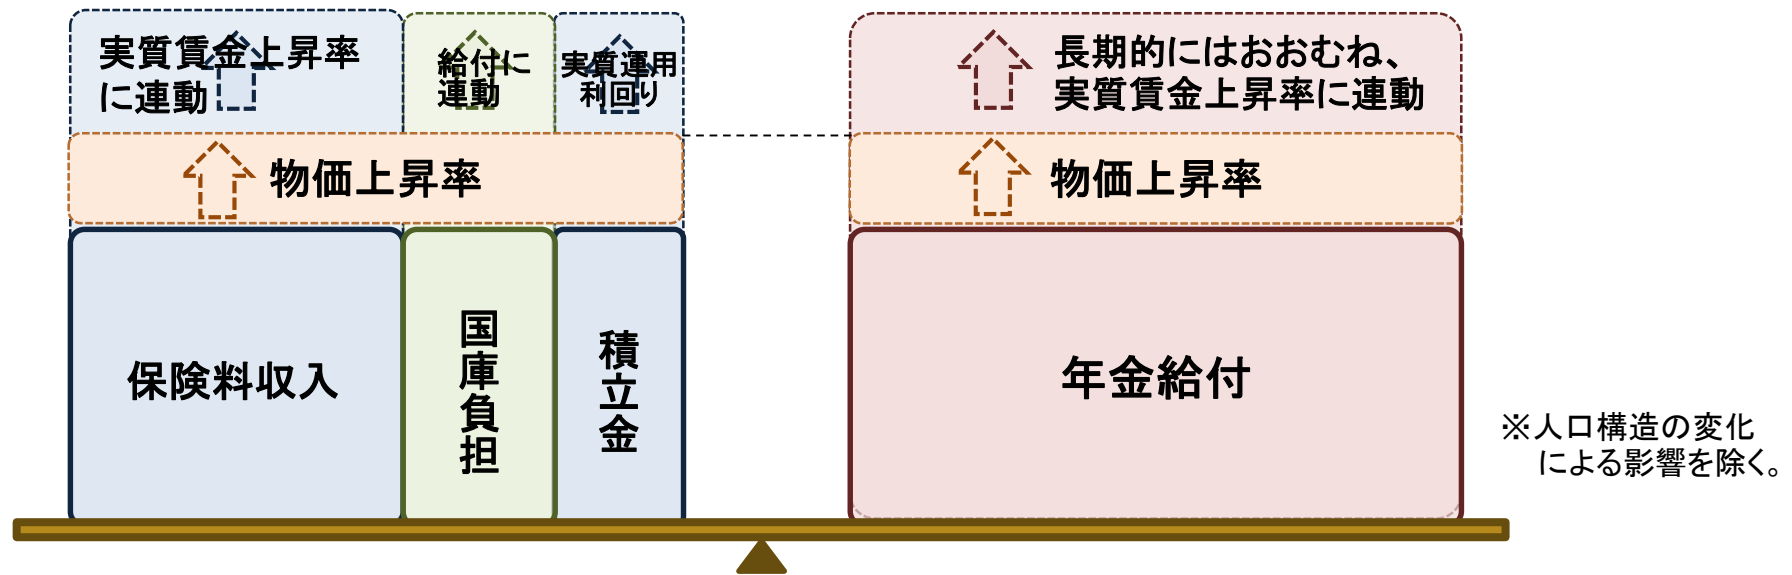 実質賃金上昇率
に連動
給付に
連動
実質運用
利回り
長期的にはおおむね、
実質賃金上昇率に連動
物価上昇率
物価上昇率
保険料収入
国庫負担
積立金
年金給付
※人口構造の変化
による影響を除く。